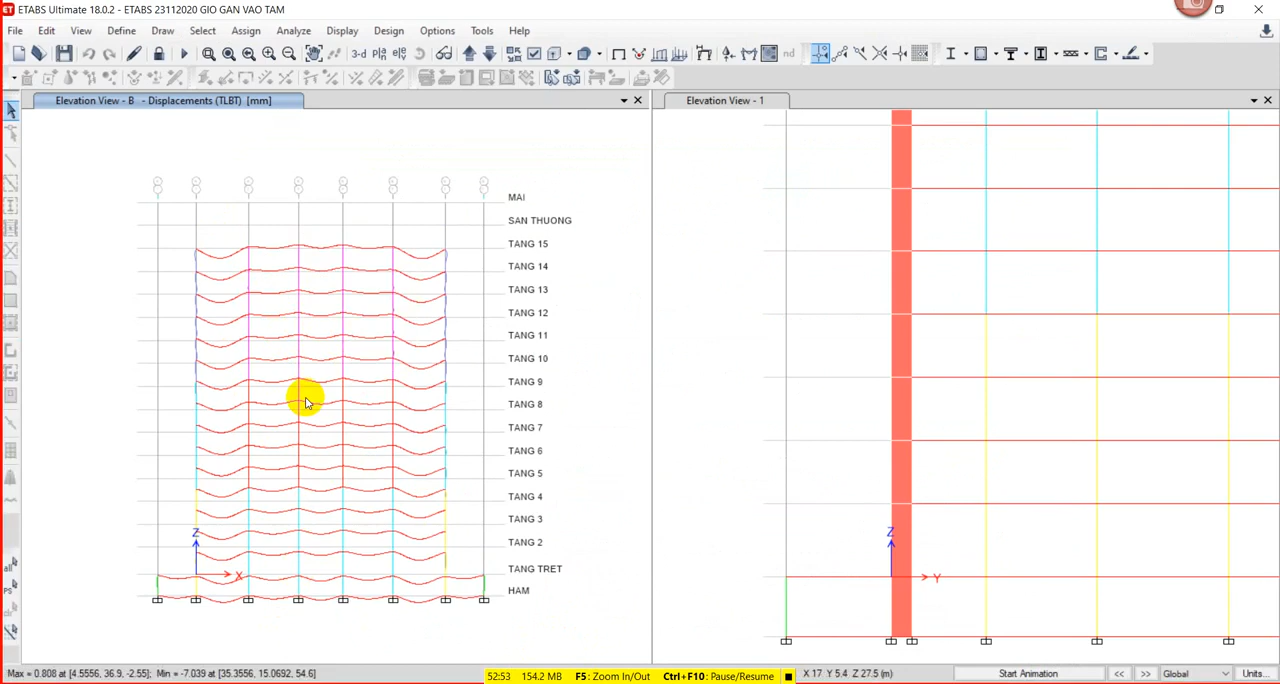 ETABS Ultimate 18.0.2 - ETABS 23112020 GIO GAN VAO TAM
File Edit View Define Draw Select Assign Analyze Display Design Options Tools Help
3-d
nd
Elevation View - B - Displacements (TLBT) [mm]
Elevation View - 1
MAI
SAN THUONG
TANG 15
TANG 14
TANG 13
TANG 12
TANG 11
TANG 10
TANG 9
TANG 8
TANG 7
TANG 6
TANG 5
TANG 4
TANG 3
TANG 2
TANG TRET
HAM
Z
X
Z
Y
all
PS
clr
Max = 0.808 at [4.5556, 36.9, -2.55]; Min = -7.039 at [35.3556, 15.0692, 54.6]
52:53 154.2 MB F5: Zoom In/Out Ctrl+F10: Pause/Resume
X 17 Y 5.4 Z 27.5 (m)
Start Animation << >> Global Units...